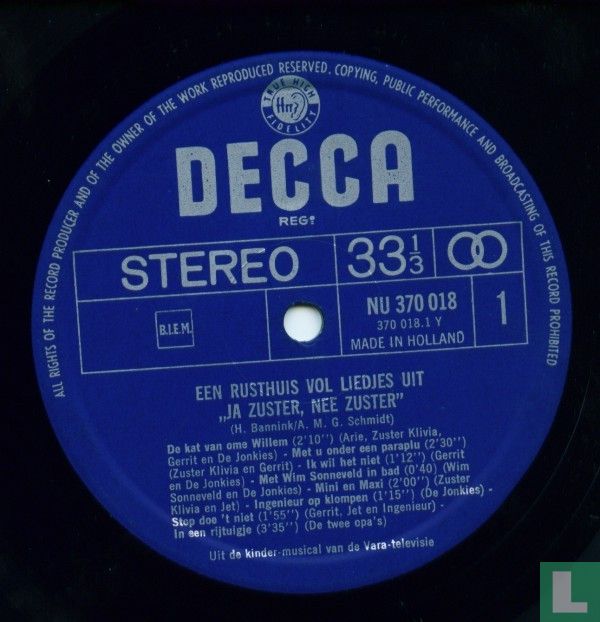 ALL RIGHTS OF THE RECORD PRODUCER AND OF THE OWNER OF THE WORK REPRODUCED RESERVED. COPYING, PUBLIC PERFORMANCE AND BROADCASTING OF THIS RECORD PROHIBITED
TRUE HIGH
ffrr
FIDELITY
DECCA
REGD
STEREO
33 1/3
B.I.E.M.
NU 370 018
370 018.1 Y
MADE IN HOLLAND
1
EEN RUSTHUIS VOL LIEDJES UIT
„JA ZUSTER, NEE ZUSTER”
(H. Bannink/A. M. G. Schmidt)
De kat van ome Willem (2'10'') (Arie, Zuster Klivia,
Gerrit en De Jonkies) - Met u onder een paraplu (2'30'')
(Zuster Klivia en Gerrit) - Ik wil het niet (1'12'') (Gerrit
en De Jonkies) - Met Wim Sonneveld in bad (0'40) (Wim
Sonneveld en De Jonkies) - Mini en Maxi (2'00'') (Zuster
Klivia en Jet) - Ingenieur op klompen (1'15'') (De Jonkies) -
Stop doe 't niet (1'55'') (Gerrit, Jet en Ingenieur) -
In een rijtuigje (3'35'') (De twee opa's)
Uit de kinder-musical van de Vara-televisie
L